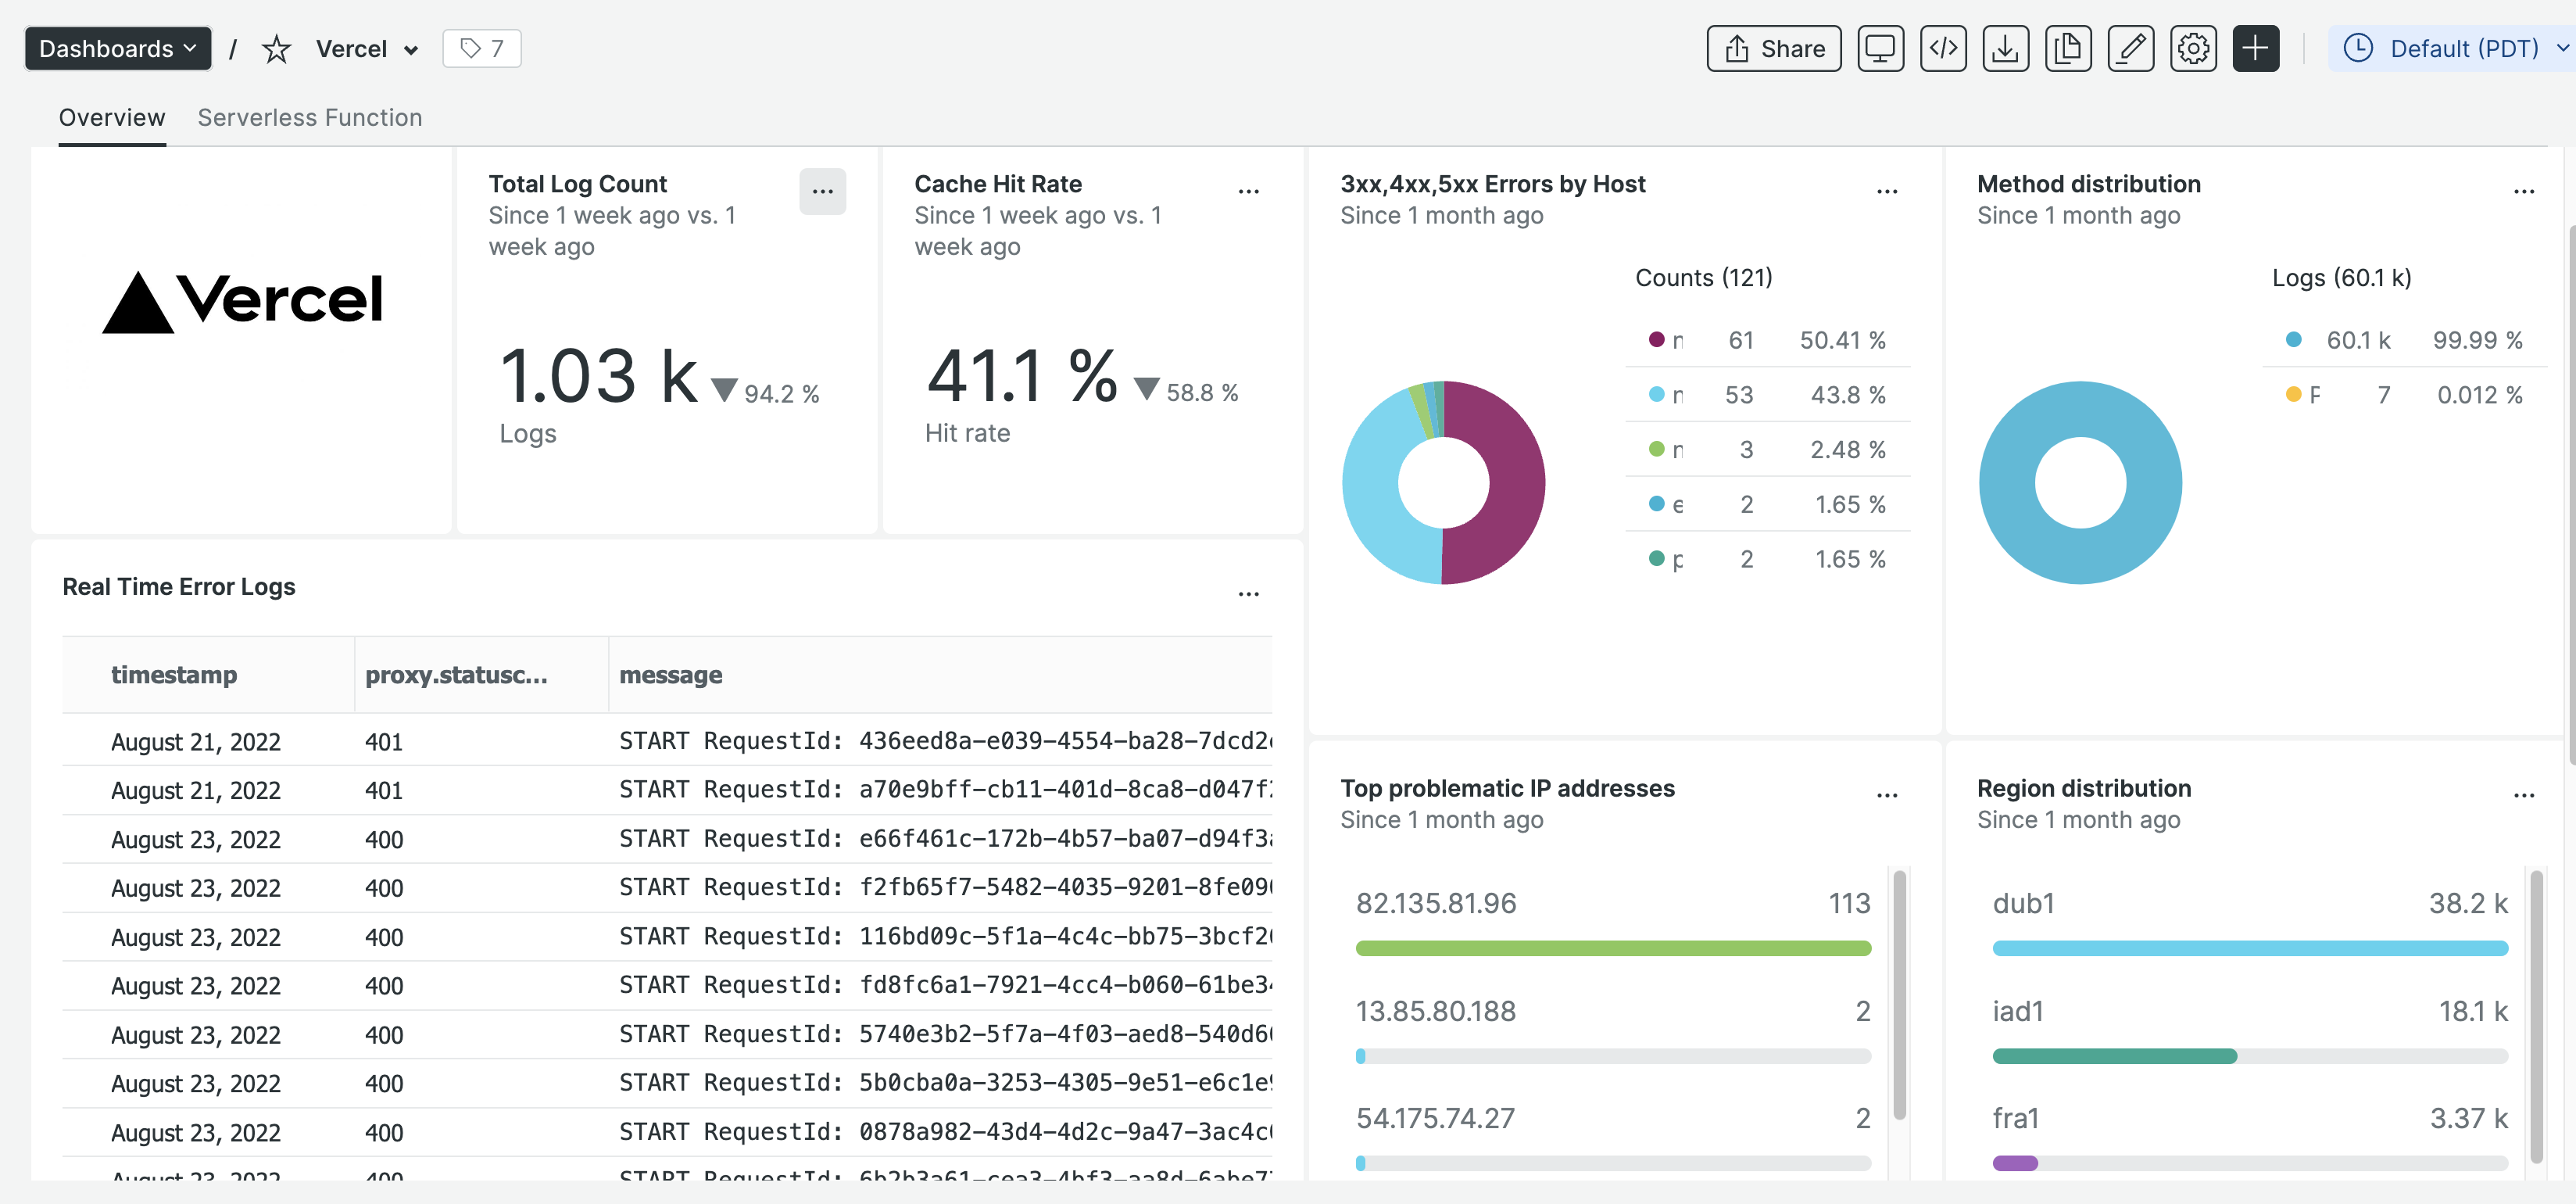 Dashboards / Vercel 7
Share Default (PDT)
Overview Serverless Function
Vercel
Total Log Count
Since 1 week ago vs. 1
week ago
1.03 k 94.2 %
Logs
Cache Hit Rate
Since 1 week ago vs. 1
week ago
41.1 % 58.8 %
Hit rate
3xx,4xx,5xx Errors by Host
Since 1 month ago
Counts (121)
61 50.41 %
53 43.8 %
3 2.48 %
e 2 1.65 %
2 1.65 %
Method distribution
Since 1 month ago
Logs (60.1 k)
60.1 k 99.99 %
7 0.012 %
Real Time Error Logs
timestamp proxy.statusc... message
August 21, 2022 401 START RequestId: 436eed8a-e039-4554-ba28-7dcd2
August 21, 2022 401 START RequestId: a70e9bff-cb11-401d-8ca8-d047f
August 23, 2022 400 START RequestId: e66f461c-172b-4b57-ba07-d94f3
August 23, 2022 400 START RequestId: f2fb65f7-5482-4035-9201-8fe09
August 23, 2022 400 START RequestId: 116bd09c-5f1a-4c4c-bb75-3bcf2
August 23, 2022 400 START RequestId: fd8fc6a1-7921-4cc4-b060-61be3
August 23, 2022 400 START RequestId: 5740e3b2-5f7a-4f03-aed8-540d6
August 23, 2022 400 START RequestId: 5b0cba0a-3253-4305-9e51-e6c1e
August 23, 2022 400 START RequestId: 0878a982-43d4-4d2c-9a47-3ac4c
August 23, 2022 400 START RequestId:
Top problematic IP addresses
Since 1 month ago
82.135.81.96 113
13.85.80.188 2
54.175.74.27 2
Region distribution
Since 1 month ago
dub1 38.2 k
iad1 18.1 k
fra1 3.37 k